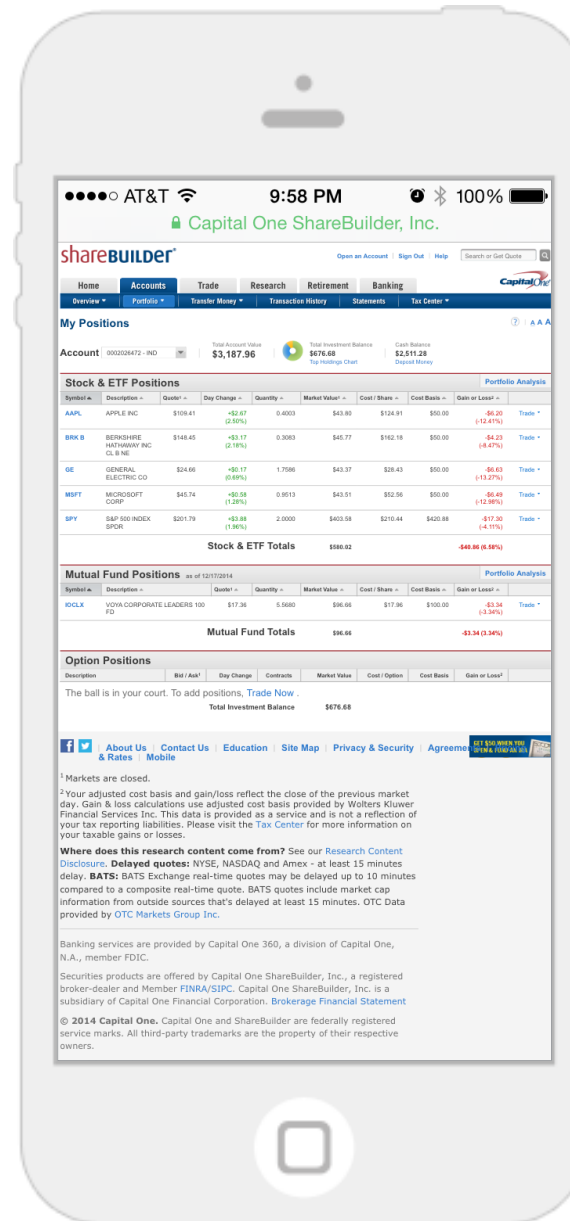 AT&T 9:58 PM 100%
Capital One ShareBuilder, Inc.
shareBUILDER
Open an Account Sign Out Help Search or Get Quote
Home Accounts Trade Research Retirement Banking
CapitalOne
Overview Portfolio Transfer Money Transaction History Statements Tax Center
My Positions ? A A A
Total Account Value Total Investment Balance Cash Balance
Account 0002026472 - IND $3,187.96 $676.68 $2,511.28
Top Holdings Chart Deposit Money
Stock & ETF Positions Portfolio Analysis
Symbol Description Quote¹ Day Change Quantity Market Value¹ Cost / Share Cost Basis Gain or Loss²
AAPL APPLE INC $109.41 +$2.67 0.4003 $43.80 $124.91 $50.00 -$6.20 Trade
(2.50%) (-12.41%)
BRK B BERKSHIRE $148.45 +$3.17 0.3083 $45.77 $162.18 $50.00 -$4.23 Trade
HATHAWAY INC (2.18%) (-8.47%)
CL B NE
GE GENERAL $24.66 +$0.17 1.7586 $43.37 $28.43 $50.00 -$6.63 Trade
ELECTRIC CO (0.69%) (-13.27%)
MSFT MICROSOFT $45.74 +$0.58 0.9513 $43.51 $52.56 $50.00 -$6.49 Trade
CORP (1.28%) (-12.98%)
SPY S&P 500 INDEX $201.79 +$3.88 2.0000 $403.58 $210.44 $420.88 -$17.30 Trade
SPDR (1.96%) (-4.11%)
Stock & ETF Totals $580.02 -$40.86 (6.58%)
Mutual Fund Positions as of 12/17/2014 Portfolio Analysis
Symbol Description Quote¹ Quantity Market Value Cost / Share Cost Basis Gain or Loss²
IOCLX VOYA CORPORATE LEADERS 100 $17.36 5.5680 $96.66 $17.96 $100.00 -$3.34 Trade
FD (-3.34%)
Mutual Fund Totals $96.66 -$3.34 (3.34%)
Option Positions
Description Bid / Ask¹ Day Change Contracts Market Value Cost / Option Cost Basis Gain or Loss²
The ball is in your court. To add positions, Trade Now .
Total Investment Balance $676.68
About Us Contact Us Education Site Map Privacy & Security Agreeme
& Rates Mobile
GET $50 WHEN YOU
OPEN & FUND AN IRA
¹ Markets are closed.
² Your adjusted cost basis and gain/loss reflect the close of the previous market
day. Gain & loss calculations use adjusted cost basis provided by Wolters Kluwer
Financial Services Inc. This data is provided as a service and is not a reflection of
your tax reporting liabilities. Please visit the Tax Center for more information on
your taxable gains or losses.
Where does this research content come from? See our Research Content
Disclosure. Delayed quotes: NYSE, NASDAQ and Amex - at least 15 minutes
delay. BATS: BATS Exchange real-time quotes may be delayed up to 10 minutes
compared to a composite real-time quote. BATS quotes include market cap
information from outside sources that's delayed at least 15 minutes. OTC Data
provided by OTC Markets Group Inc.
Banking services are provided by Capital One 360, a division of Capital One,
N.A., member FDIC.
Securities products are offered by Capital One ShareBuilder, Inc., a registered
broker-dealer and Member FINRA/SIPC. Capital One ShareBuilder, Inc. is a
subsidiary of Capital One Financial Corporation. Brokerage Financial Statement
© 2014 Capital One. Capital One and ShareBuilder are federally registered
service marks. All third-party trademarks are the property of their respective
owners.